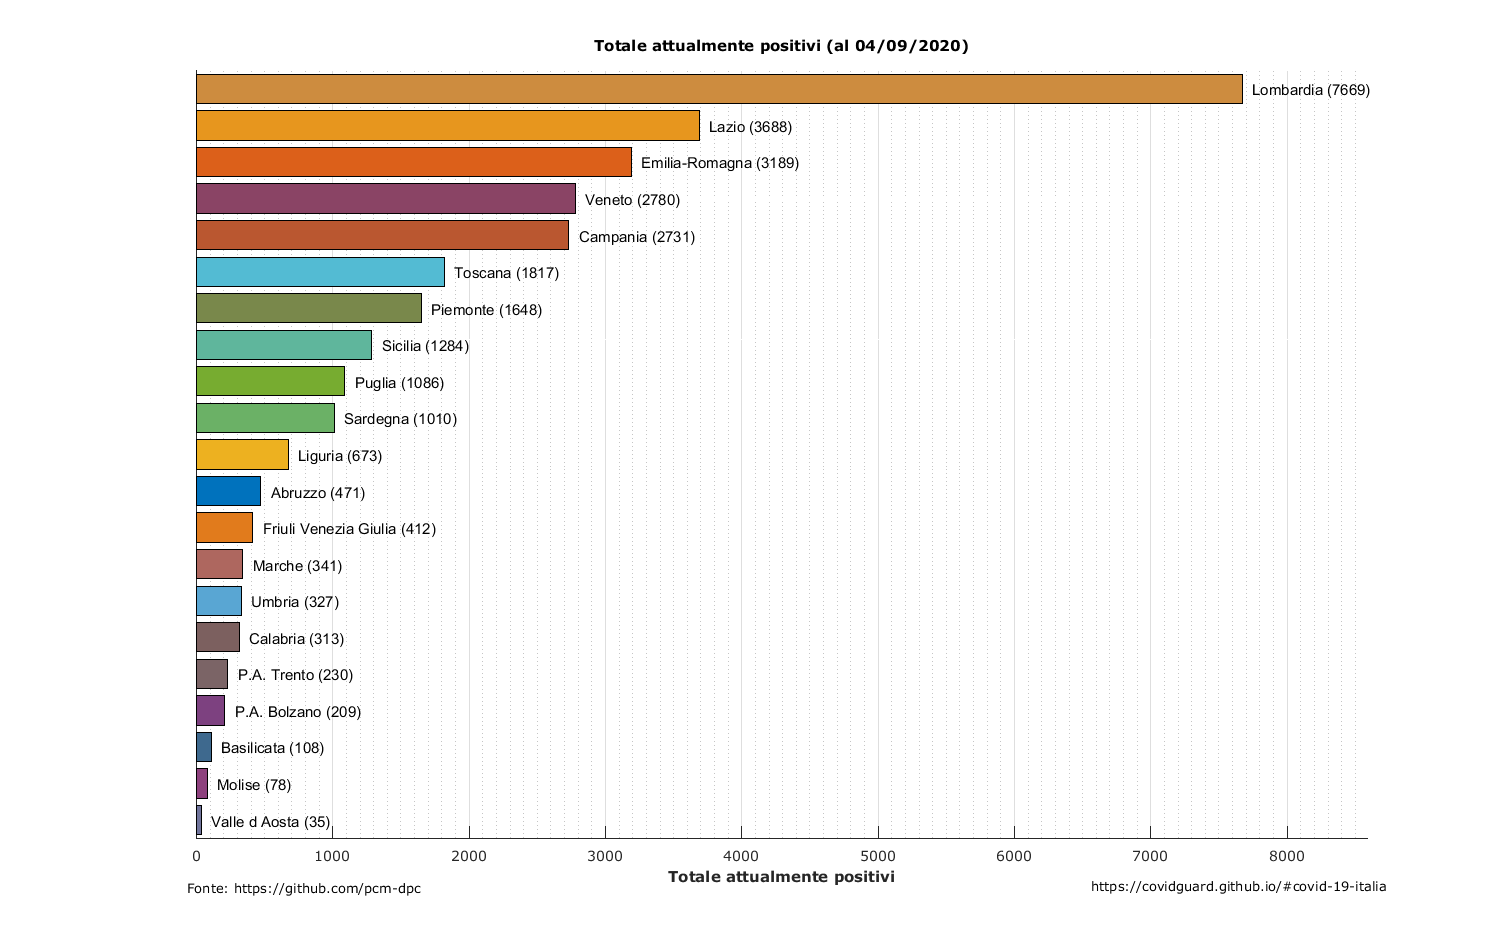 Totale attualmente positivi (al 04/09/2020)
Lombardia (7669)
Lazio (3688)
Emilia-Romagna (3189)
Veneto (2780)
Campania (2731)
Toscana (1817)
Piemonte (1648)
Sicilia (1284)
Puglia (1086)
Sardegna (1010)
Liguria (673)
Abruzzo (471)
Friuli Venezia Giulia (412)
Marche (341)
Umbria (327)
Calabria (313)
P.A. Trento (230)
P.A. Bolzano (209)
Basilicata (108)
Molise (78)
Valle d Aosta (35)
0 1000 2000 3000 4000 5000 6000 7000 8000
Totale attualmente positivi
Fonte: https://github.com/pcm-dpc
https://covidguard.github.io/#covid-19-italia